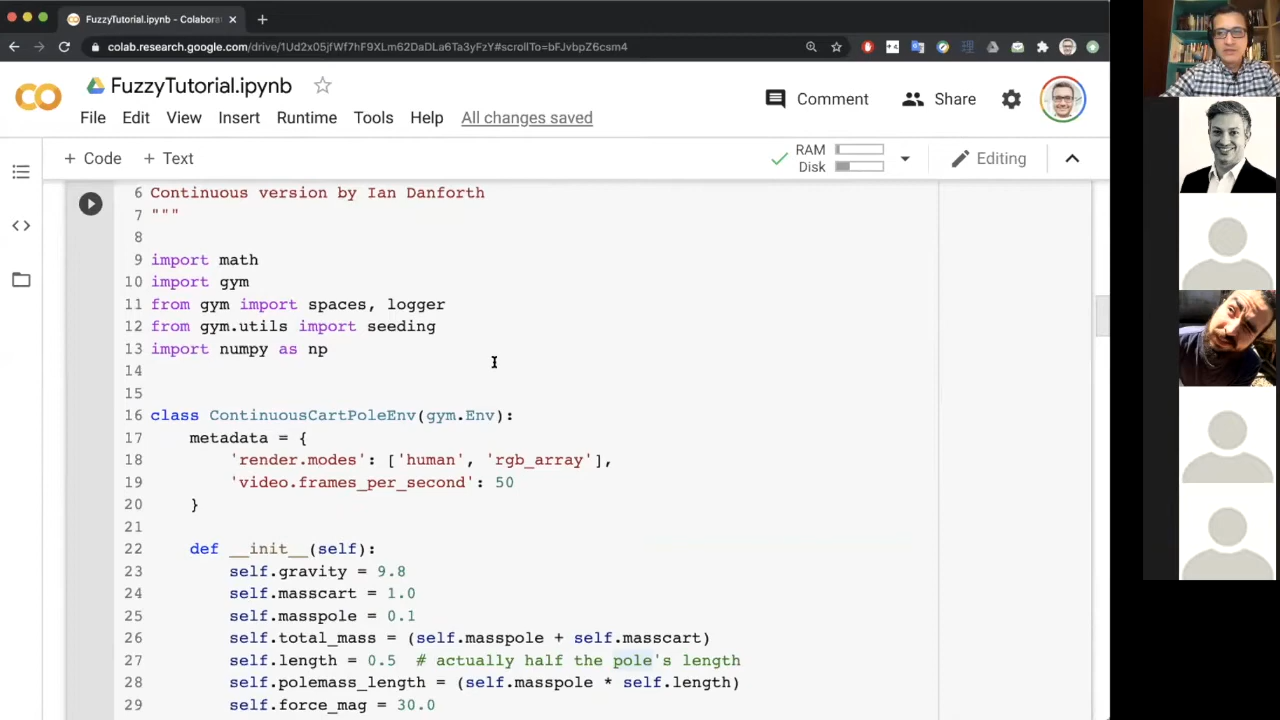 FuzzyTutorial.ipynb - Colabora
colab.research.google.com/drive/1Ud2x05jfWf7hF9XLm62DaDLa6Ta3yFzY#scrollTo=bFJvbpZ6csm4
FuzzyTutorial.ipynb
Comment
Share
File Edit View Insert Runtime Tools Help All changes saved
+ Code + Text
RAM
Disk
Editing
6 Continuous version by Ian Danforth
7 """
8
9 import math
10 import gym
11 from gym import spaces, logger
12 from gym.utils import seeding
13 import numpy as np
14
15
16 class ContinuousCartPoleEnv(gym.Env):
17 metadata = {
18 'render.modes': ['human', 'rgb_array'],
19 'video.frames_per_second': 50
20 }
21
22 def __init__(self):
23 self.gravity = 9.8
24 self.masscart = 1.0
25 self.masspole = 0.1
26 self.total_mass = (self.masspole + self.masscart)
27 self.length = 0.5 # actually half the pole's length
28 self.polemass_length = (self.masspole * self.length)
29 self.force_mag = 30.0